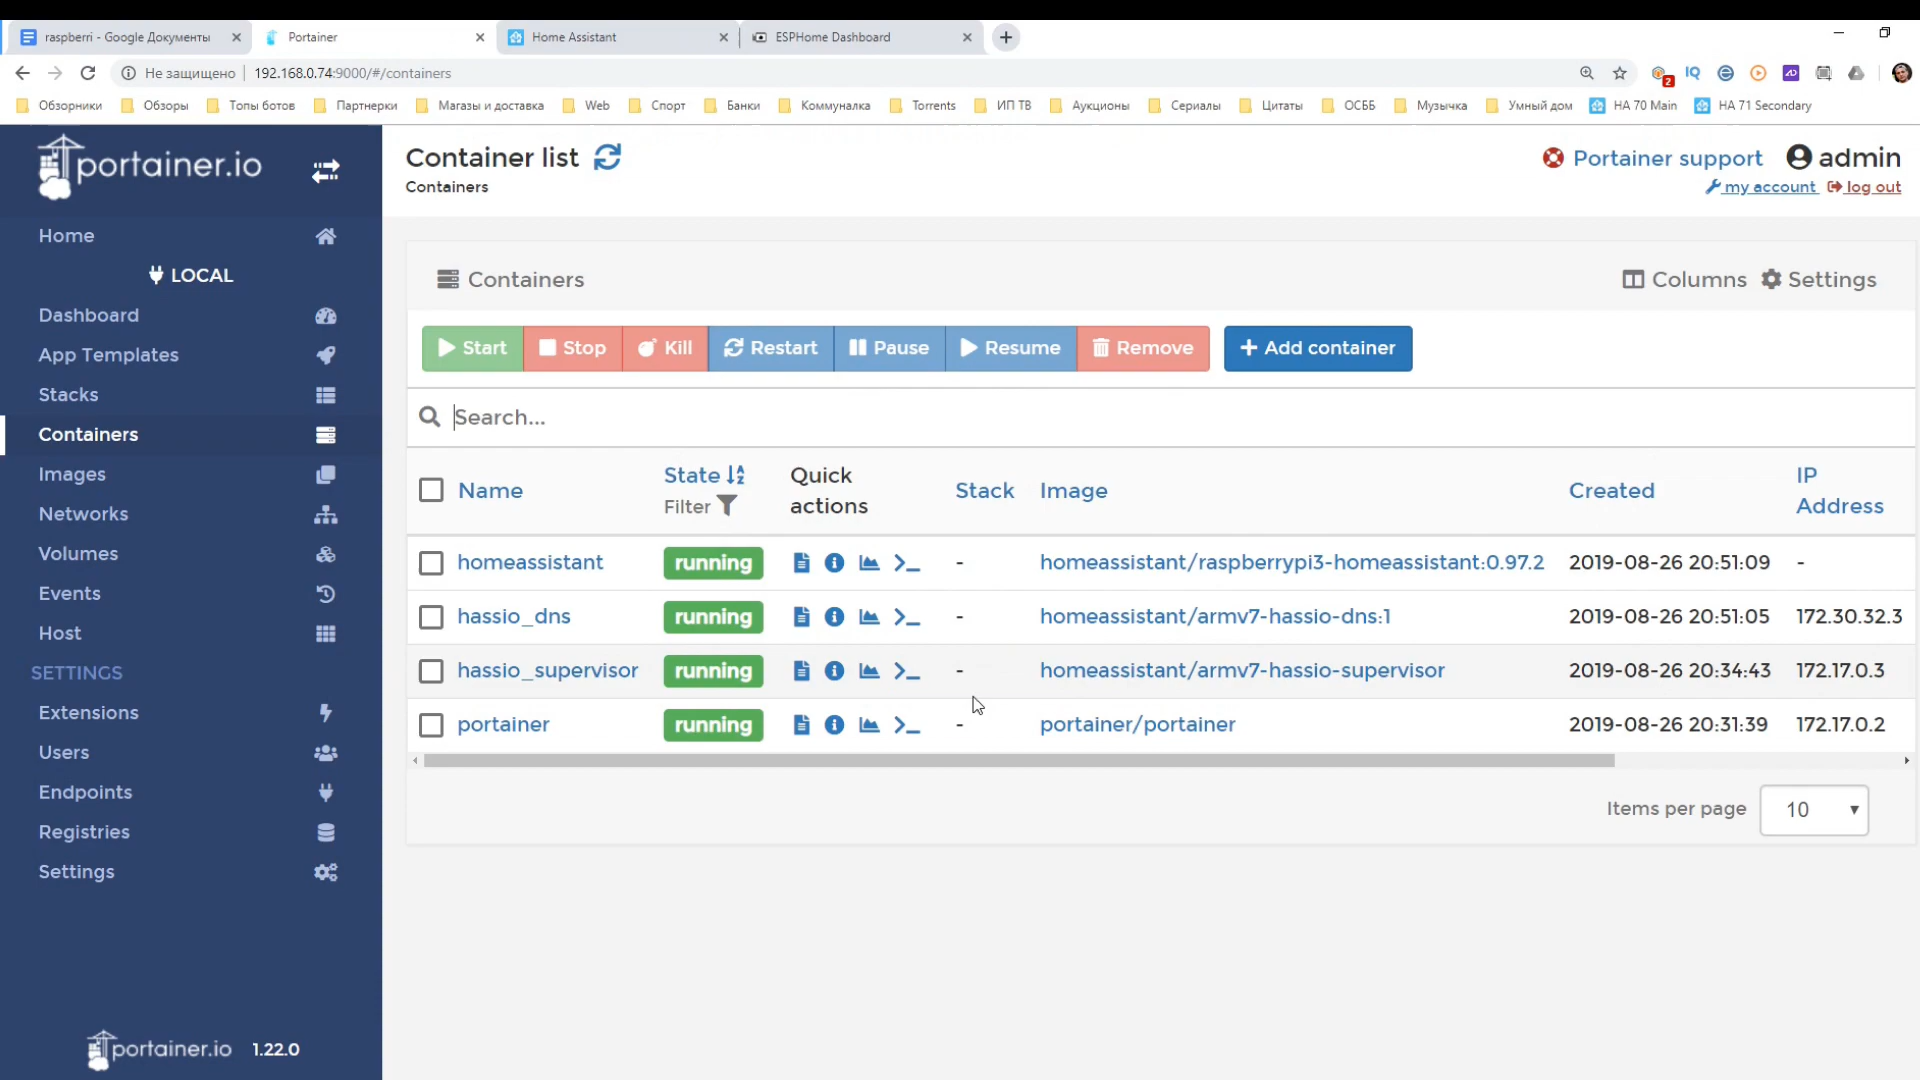 raspberri - Google Документы
Portainer
Home Assistant
ESPHome Dashboard
Не защищено
192.168.0.74:9000/#/containers
2
IQ
Обзорники
Обзоры
Топы ботов
Партнерки
Магазы и доставка
Web
Спорт
Банки
Коммуналка
Torrents
ИП ТВ
Аукционы
Сериалы
Цитаты
ОСББ
Музычка
Умный дом
HA 70 Main
HA 71 Secondary
portainer.io
Home
LOCAL
Dashboard
App Templates
Stacks
Containers
Images
Networks
Volumes
Events
Host
SETTINGS
Extensions
Users
Endpoints
Registries
Settings
portainer.io 1.22.0
Container list
Containers
Portainer support
admin
my account
log out
Containers
Columns
Settings
Start
Stop
Kill
Restart
Pause
Resume
Remove
+ Add container
Search...
Name
State
Filter
Quick actions
Stack
Image
Created
IP Address
homeassistant running >_ - homeassistant/raspberrypi3-homeassistant:0.97.2 2019-08-26 20:51:09 -
hassio_dns running >_ - homeassistant/armv7-hassio-dns:1 2019-08-26 20:51:05 172.30.32.3
hassio_supervisor running >_ - homeassistant/armv7-hassio-supervisor 2019-08-26 20:34:43 172.17.0.3
portainer running >_ - portainer/portainer 2019-08-26 20:31:39 172.17.0.2
Items per page 10